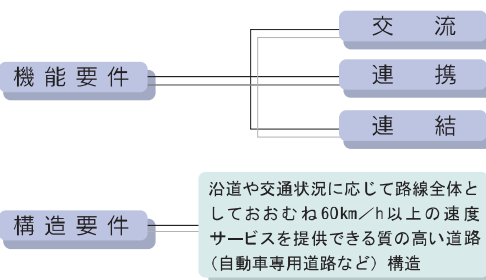 交流
機能要件
連携
連結
沿道や交通状況に応じて路線全体と
しておおむね60km／h以上の速度
構造要件
サービスを提供できる質の高い道路
（自動車専用道路など）構造